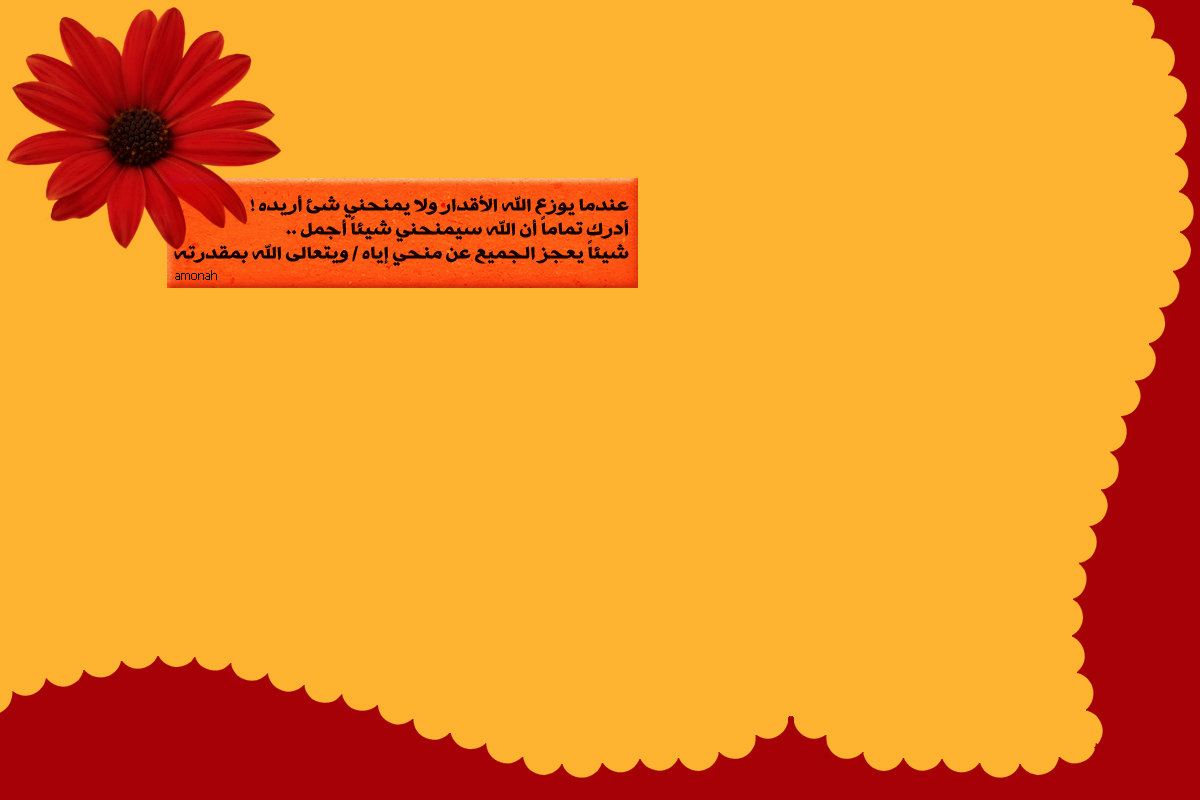 عندما يوزع الله الأقدار ولا يمنحني شئ أريده !
أدرك تماماً أن الله سيمنحني شيئاً أجمل ..
شيئاً يعجز الجميع عن منحي إياه / ويتعالى الله بمقدرته
amonah